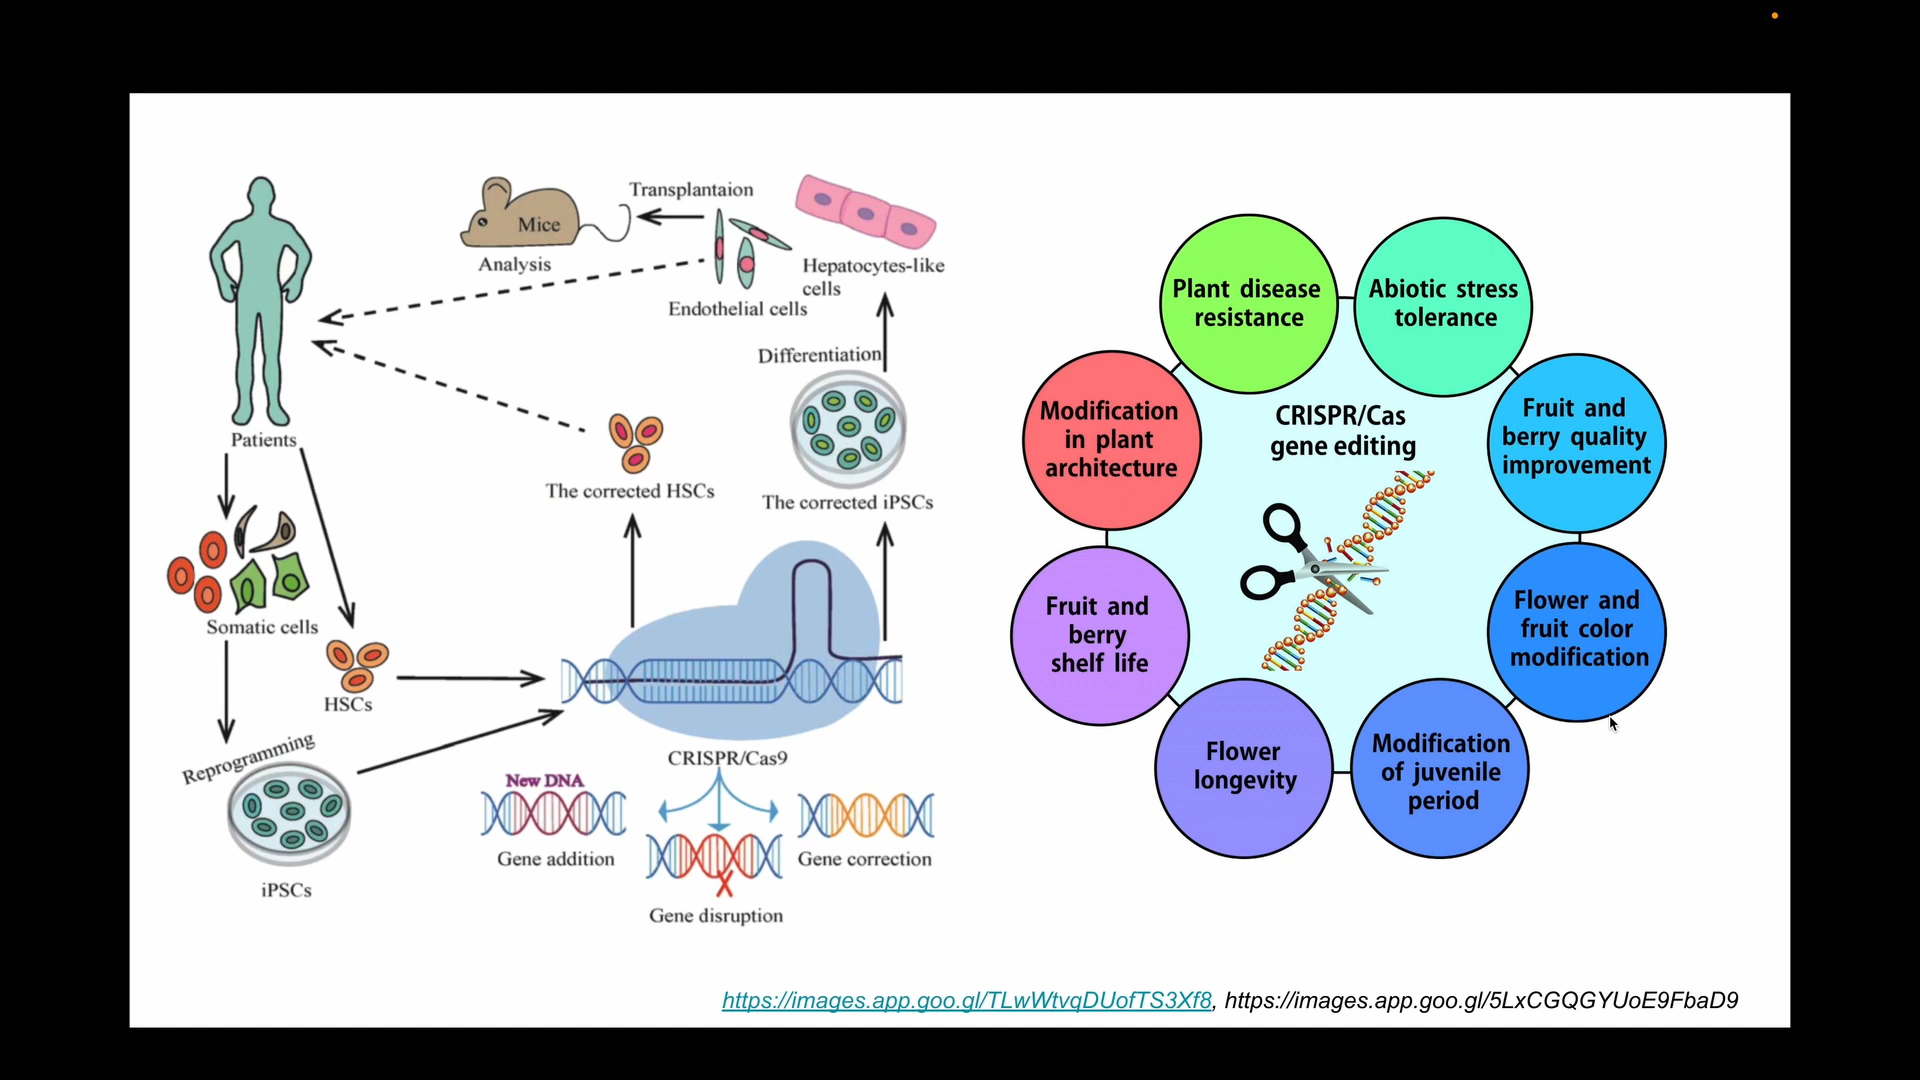 Transplantaion
Mice
Analysis
Hepatocytes-like
cells
Endothelial cells
Differentiation
Patients
The corrected HSCs
The corrected iPSCs
Somatic cells
HSCs
Reprogramming
iPSCs
CRISPR/Cas9
New DNA
Gene addition
Gene correction
Gene disruption
Plant disease
resistance
Abiotic stress
tolerance
Modification
in plant
architecture
CRISPR/Cas
gene editing
Fruit and
berry quality
improvement
Fruit and
berry
shelf life
Flower and
fruit color
modification
Flower
longevity
Modification
of juvenile
period
https://images.app.goo.gl/TLwWtvqDUofTS3Xf8, https://images.app.goo.gl/5LxCGQGYUoE9FbaD9